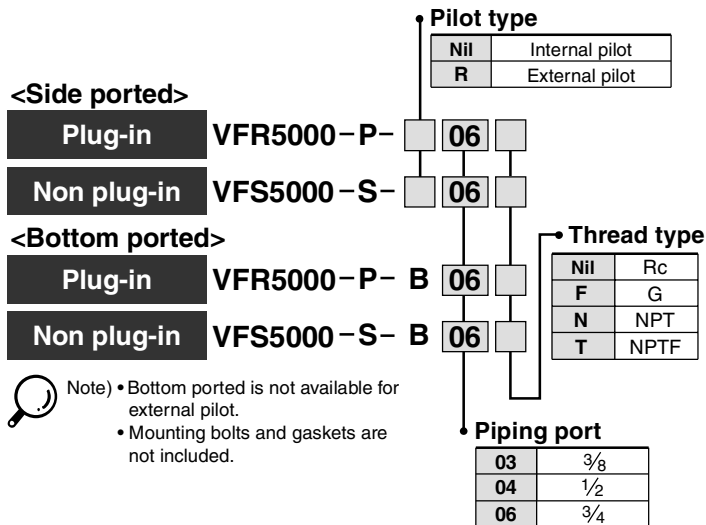 Pilot type
Nil Internal pilot
R External pilot
<Side ported>
Plug-in VFR5000-P- 06
Non plug-in VFS5000-S- 06
<Bottom ported>
Plug-in VFR5000-P- B 06
Non plug-in VFS5000-S- B 06
Thread type
Nil Rc
F G
N NPT
T NPTF
Note) • Bottom ported is not available for
external pilot.
• Mounting bolts and gaskets are
not included.
Piping port
03 3/8
04 1/2
06 3/4